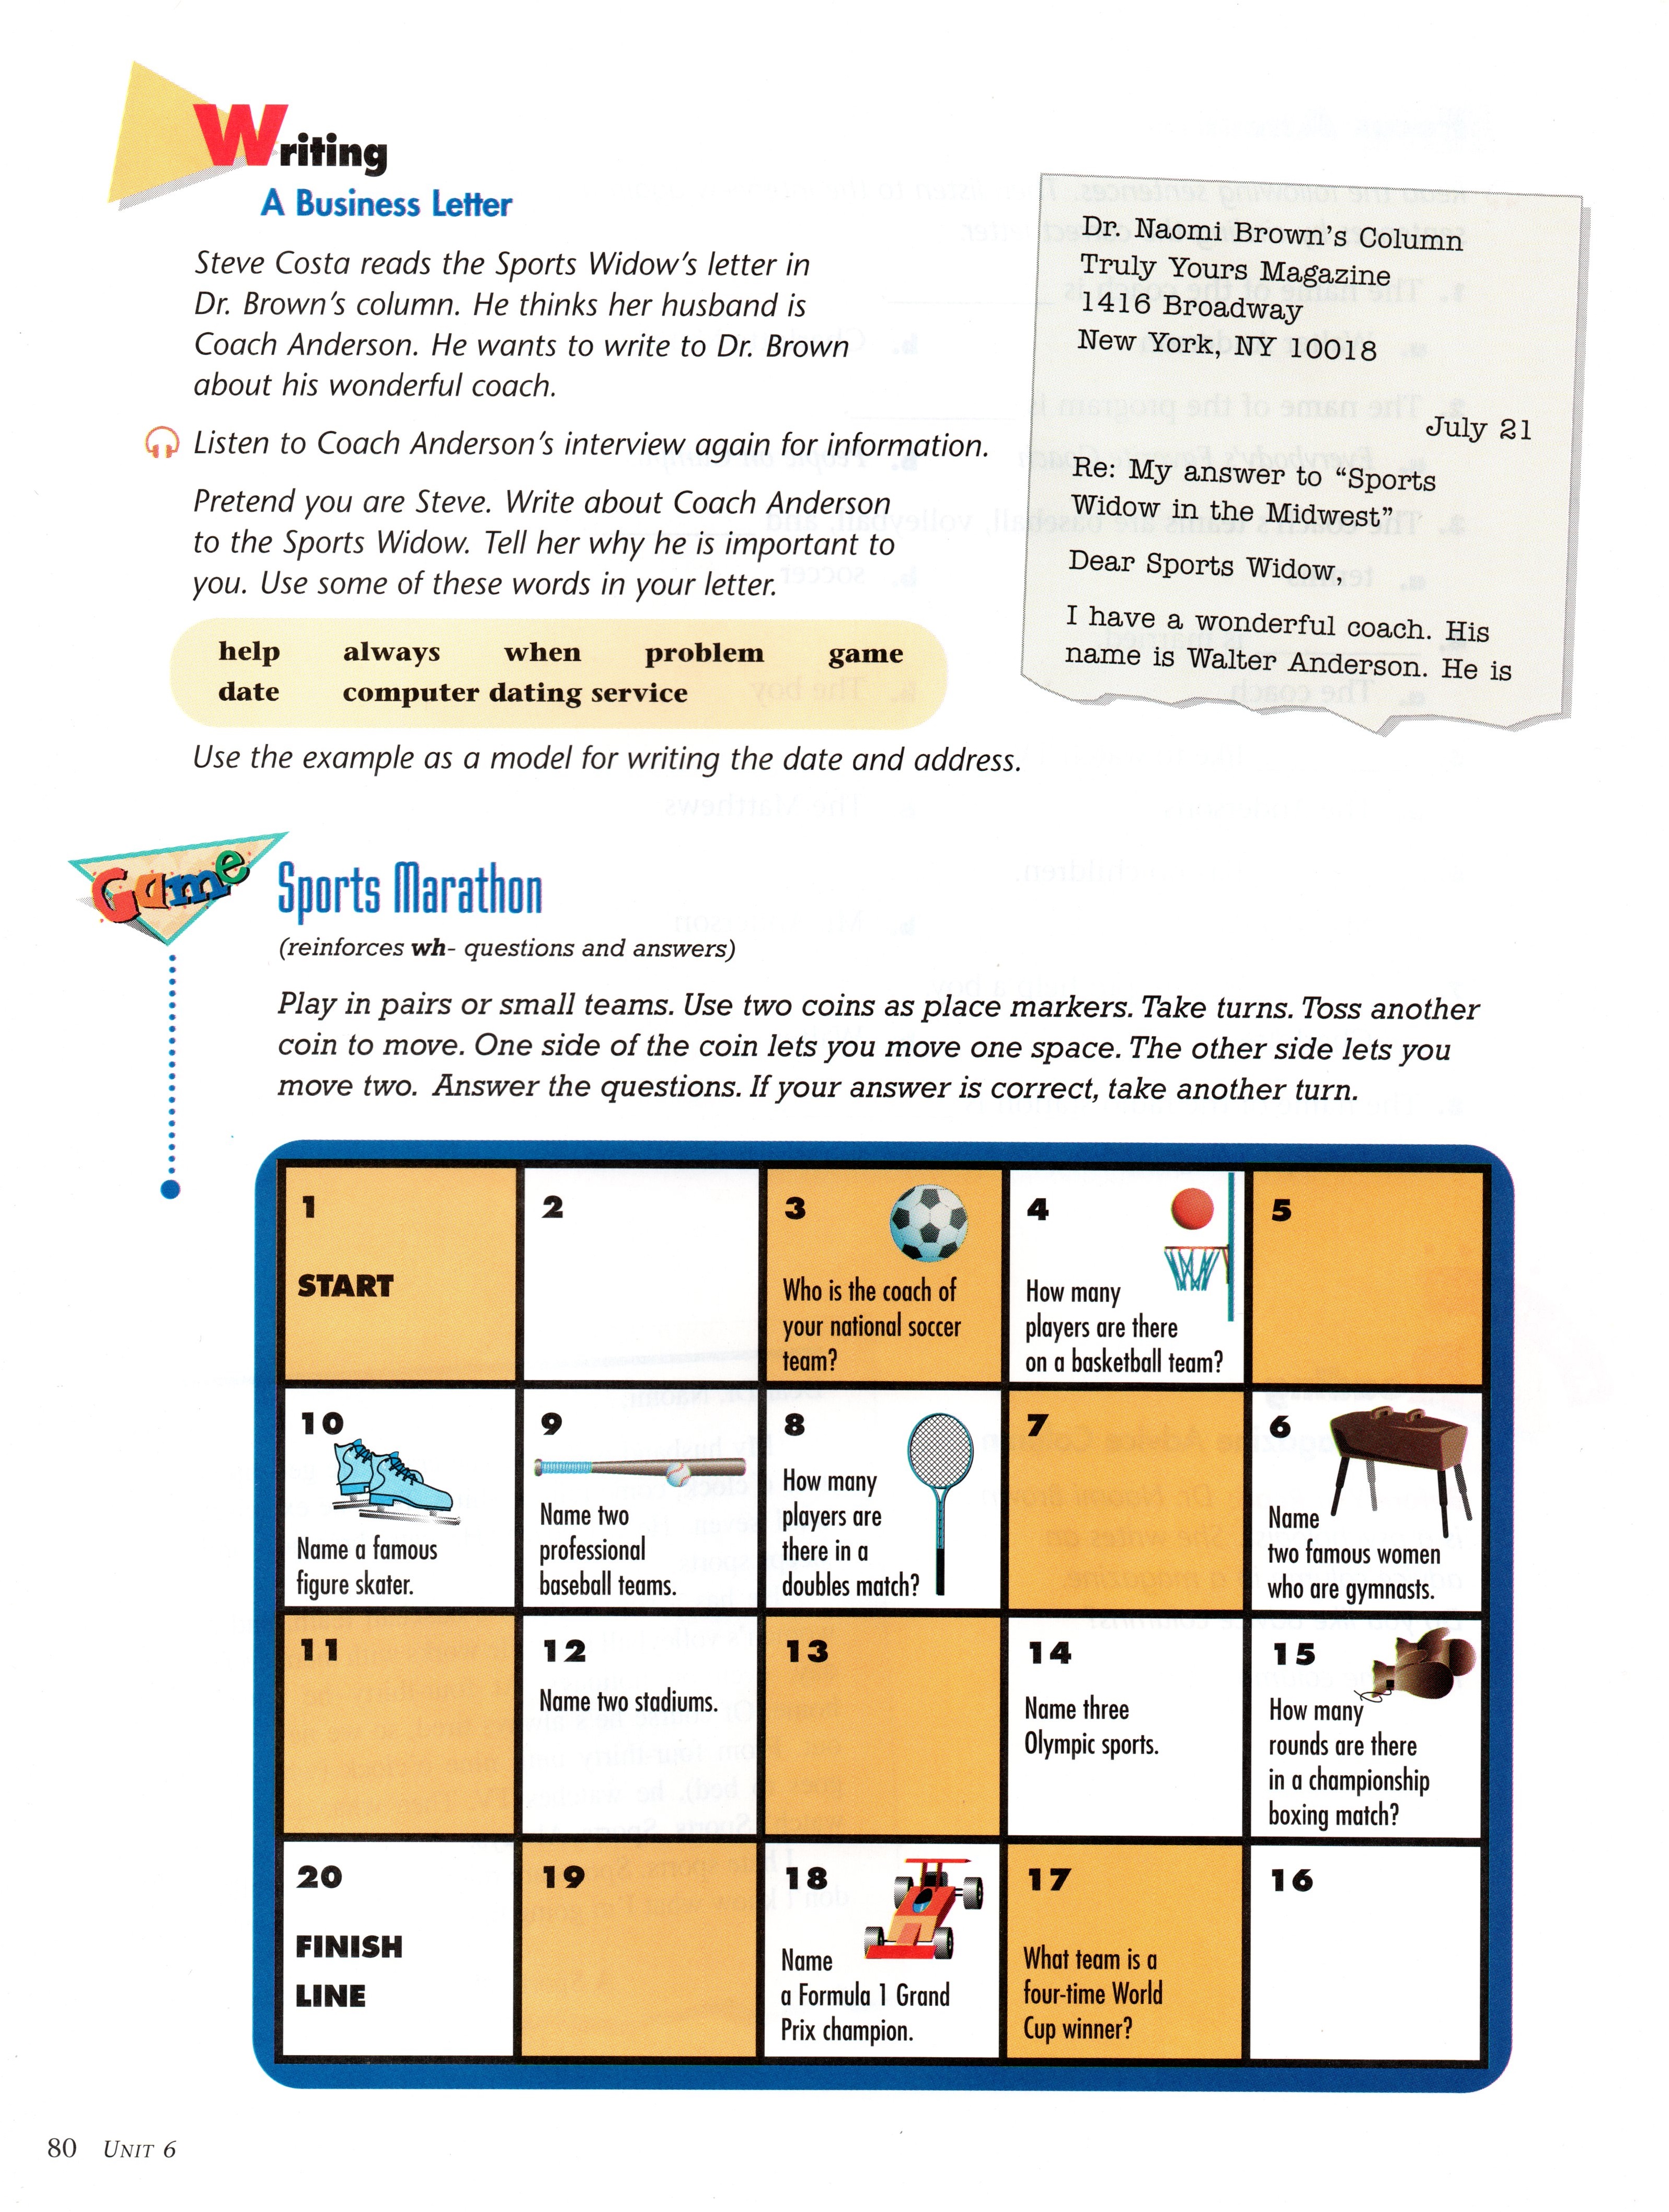 Writing
A Business Letter
Steve Costa reads the Sports Widow's letter in
Dr. Brown's column. He thinks her husband is
Coach Anderson. He wants to write to Dr. Brown
about his wonderful coach.
Listen to Coach Anderson's interview again for information.
Pretend you are Steve. Write about Coach Anderson
to the Sports Widow. Tell her why he is important to
you. Use some of these words in your letter.
help always when problem game
date computer dating service
Use the example as a model for writing the date and address.
Dr. Naomi Brown's Column
Truly Yours Magazine
1416 Broadway
New York, NY 10018
July 21
Re: My answer to "Sports
Widow in the Midwest"
Dear Sports Widow,
I have a wonderful coach. His
name is Walter Anderson. He is
Game
Sports Marathon
(reinforces wh- questions and answers)
Play in pairs or small teams. Use two coins as place markers. Take turns. Toss another
coin to move. One side of the coin lets you move one space. The other side lets you
move two. Answer the questions. If your answer is correct, take another turn.
1
START
2
3
Who is the coach of
your national soccer
team?
4
How many
players are there
on a basketball team?
5
10
Name a famous
figure skater.
9
Name two
professional
baseball teams.
8
How many
players are
there in a
doubles match?
7
6
Name
two famous women
who are gymnasts.
11
12
Name two stadiums.
13
14
Name three
Olympic sports.
15
How many
rounds are there
in a championship
boxing match?
20
FINISH
LINE
19
18
Name
a Formula 1 Grand
Prix champion.
17
What team is a
four-time World
Cup winner?
16
80 UNIT 6